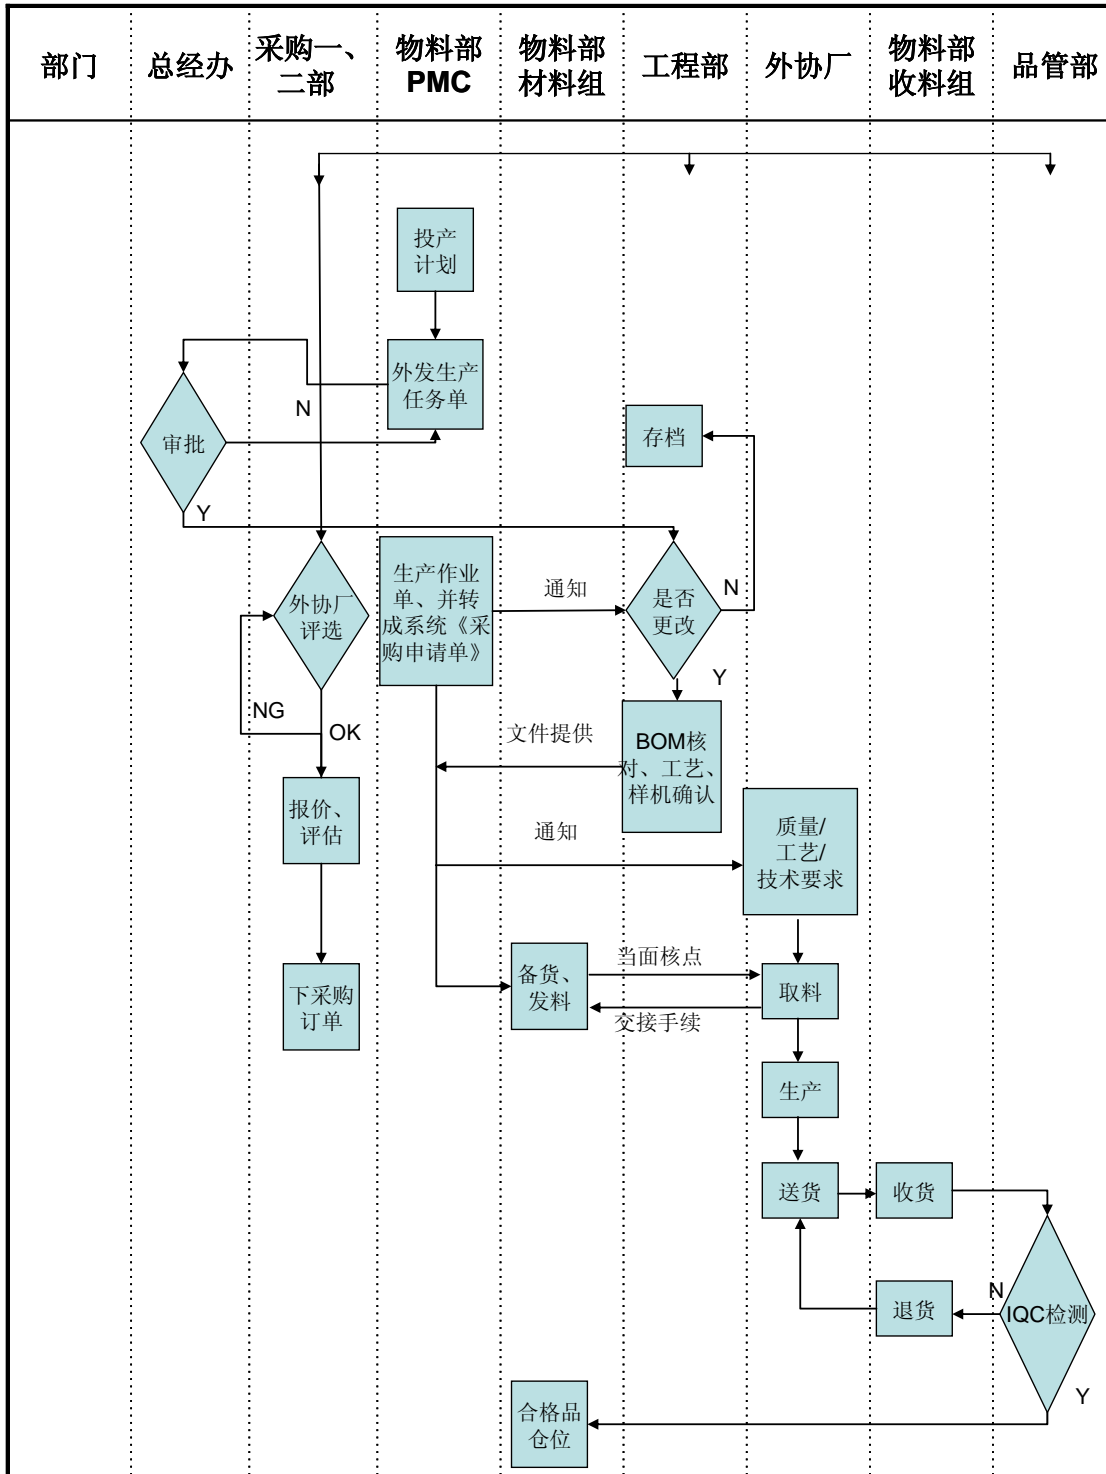 部门
总经办
采购一、
二部
物料部
PMC
物料部
材料组
工程部
外协厂
物料部
收料组
品管部
投产
计划
外发生产
任务单
N
审批
Y
存档
生产作业
单、并转
成系统《采
购申请单》
通知
是否
更改
N
Y
外协厂
评选
NG
OK
文件提供
BOM核
对、工艺、
样机确认
报价、
评估
通知
质量/
工艺/
技术要求
下采购
订单
备货、
发料
当面核点
交接手续
取料
生产
送货
收货
退货
N
IQC检测
Y
合格品
仓位